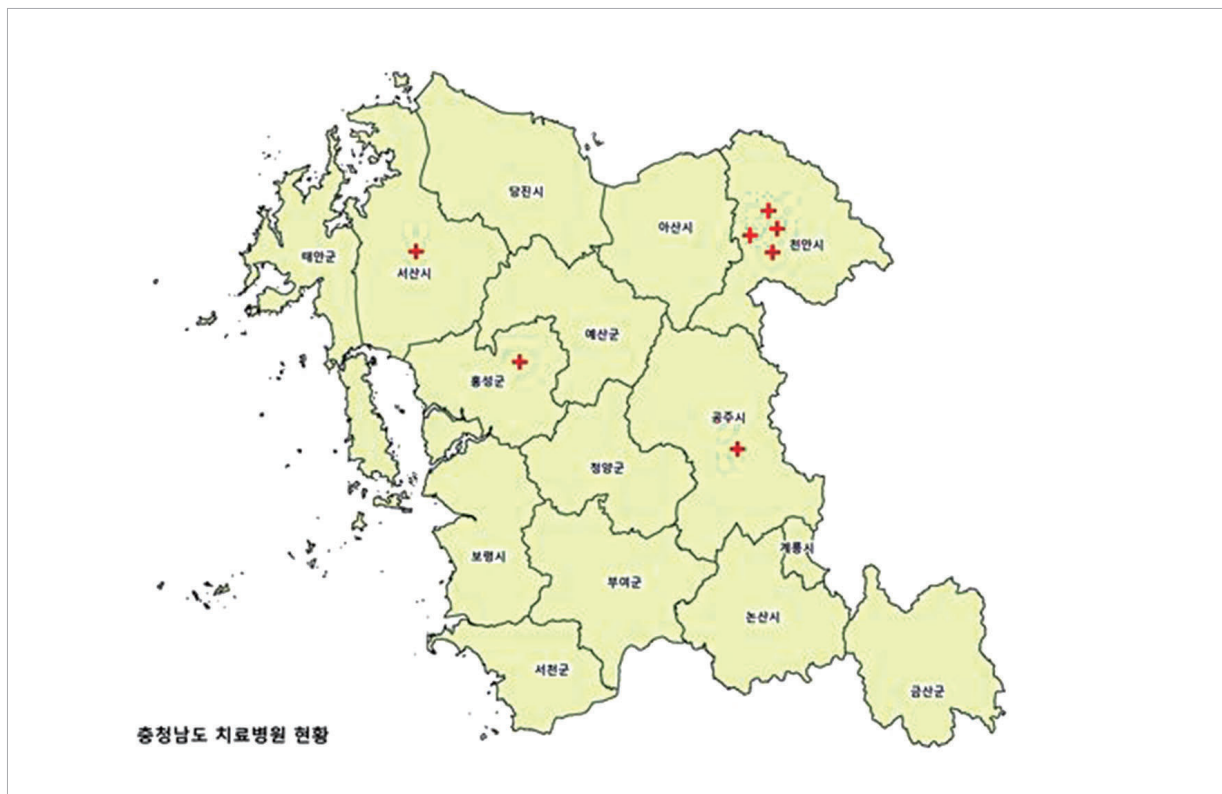 당진시
아산시
천안시
태안군
서산시
예산군
홍성군
공주시
청양군
계룡시
보령시
부여군
논산시
서천군
금산군
충청남도 치료병원 현황